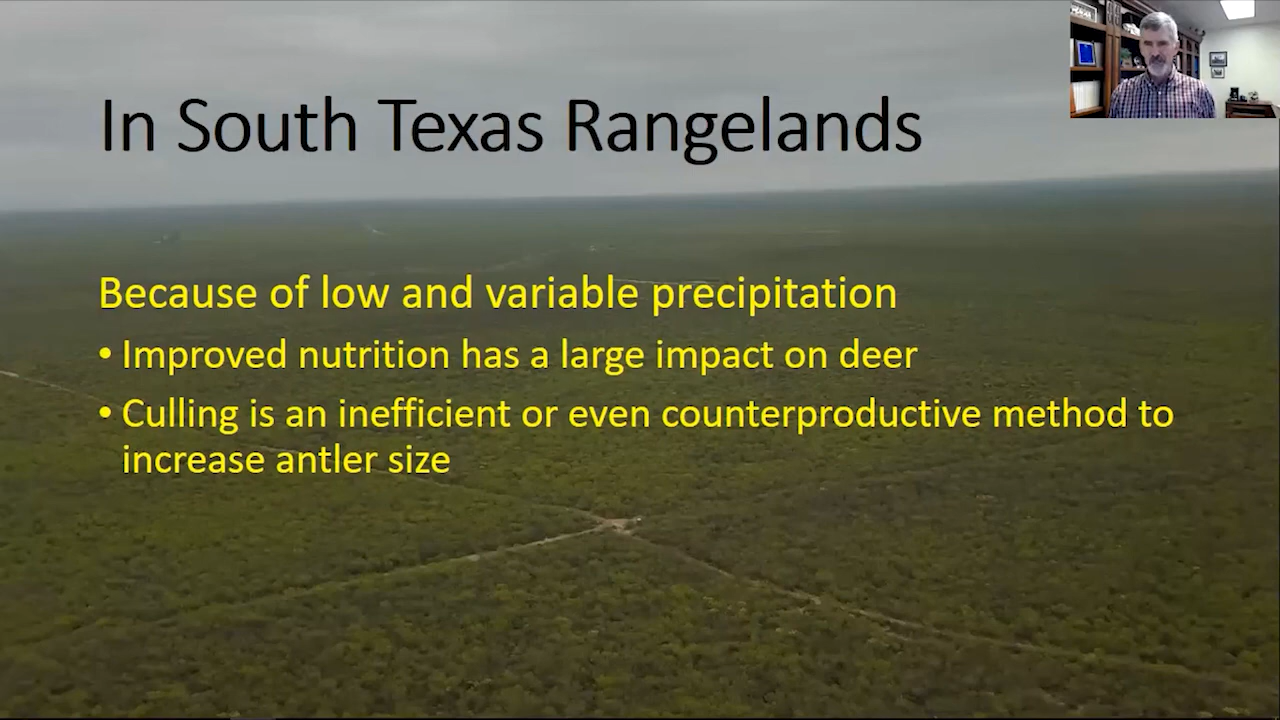 In South Texas Rangelands
Because of low and variable precipitation
• Improved nutrition has a large impact on deer
• Culling is an inefficient or even counterproductive method to
increase antler size